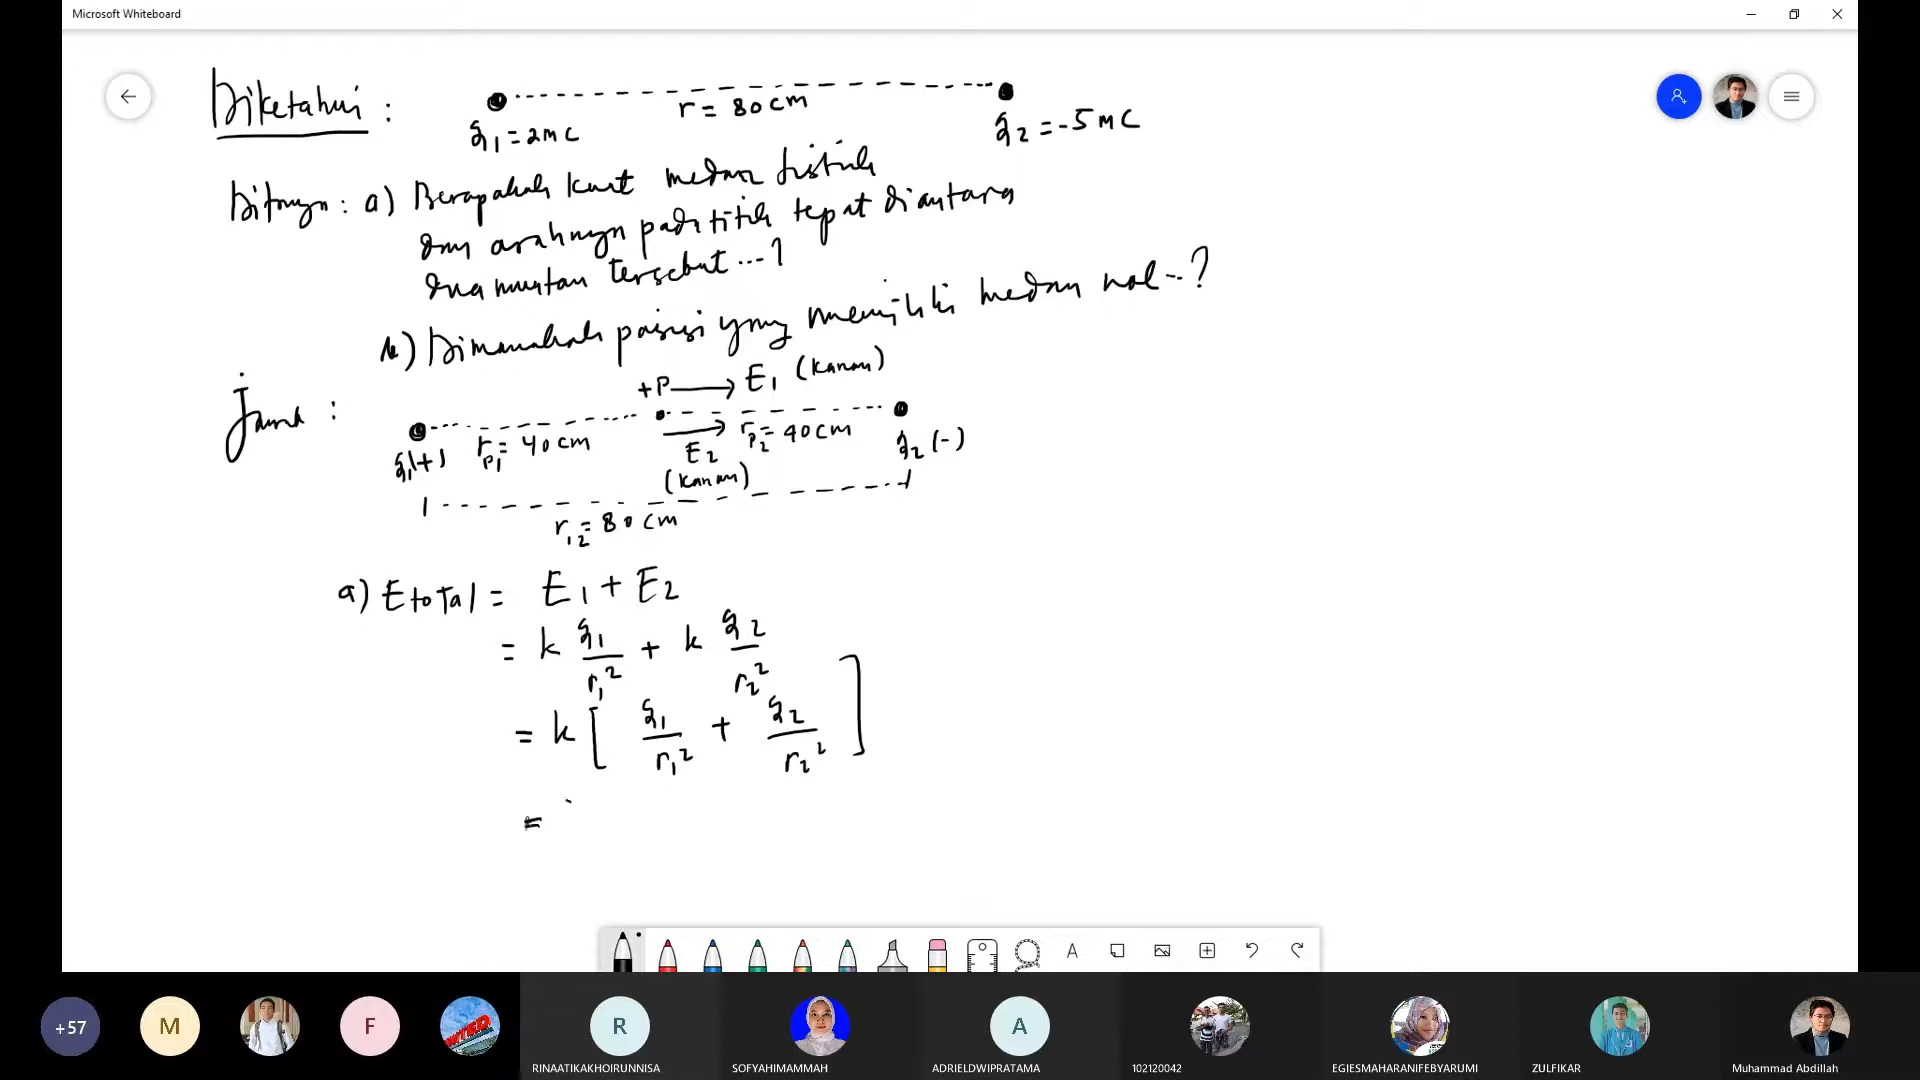 Microsoft Whiteboard
Diketahui :
r = 80 cm
q1 = 2 mC
q2 = -5 mC
Ditanya : a) Berapakah kuat medan listrik
dan arahnya pada titik tepat diantara
dua muatan tersebut ...?
b) Dimanakah posisi yang memiliki medan nol ..?
Jawab :
+P → E1 (kanan)
q1(+)
rp1 = 40 cm
E2
(kanan)
rp2 = 40 cm
q2 (-)
r12 = 80 cm
a) E total = E1 + E2
= k q1/r1² + k q2/r2²
= k [ q1/r1² + q2/r2² ]
=
+57
M
F
UNITED
R
A
RINAATIKAKHOIRUNNISA
SOFYAHIMAMMAH
ADRIELDWIPRATAMA
102120042
EGIESMAHARANIFEBYARUMI
ZULFIKAR
Muhammad Abdillah